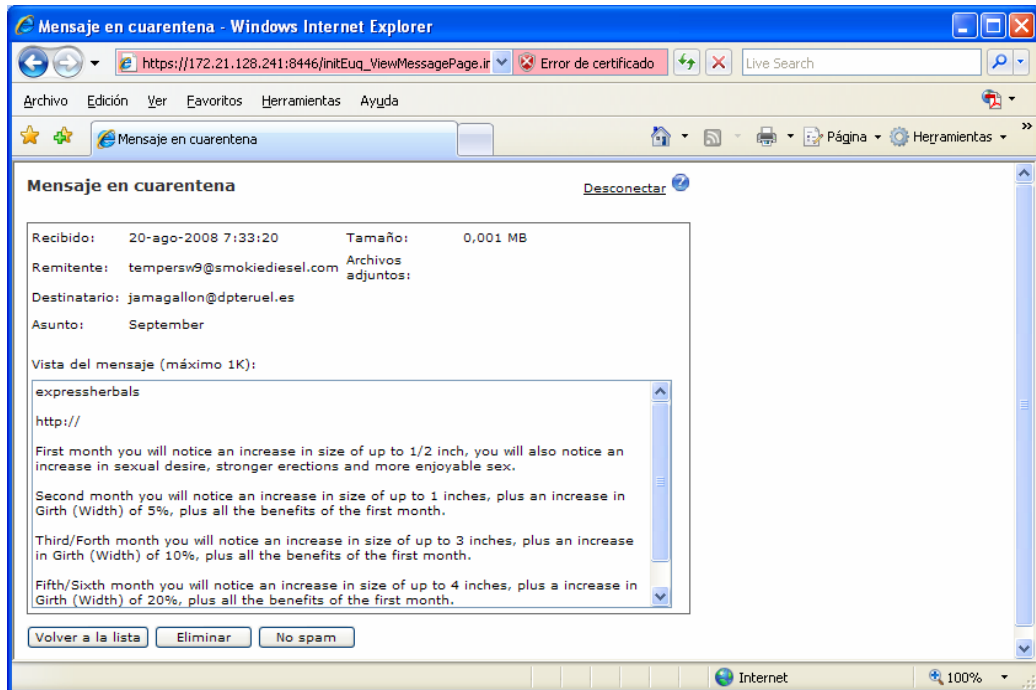 Mensaje en cuarentena - Windows Internet Explorer
https://172.21.128.241:8446/initEuq_ViewMessagePage.ir Error de certificado Live Search
Archivo Edición Ver Favoritos Herramientas Ayuda
Mensaje en cuarentena Página Herramientas »
Mensaje en cuarentena Desconectar ?
Recibido: 20-ago-2008 7:33:20 Tamaño: 0,001 MB
Remitente: tempersw9@smokiediesel.com Archivos adjuntos:
Destinatario: jamagallon@dpteruel.es
Asunto: September
Vista del mensaje (máximo 1K):
expressherbals
http://
First month you will notice an increase in size of up to 1/2 inch, you will also notice an
increase in sexual desire, stronger erections and more enjoyable sex.
Second month you will notice an increase in size of up to 1 inches, plus an increase in
Girth (Width) of 5%, plus all the benefits of the first month.
Third/Forth month you will notice an increase in size of up to 3 inches, plus an increase
in Girth (Width) of 10%, plus all the benefits of the first month.
Fifth/Sixth month you will notice an increase in size of up to 4 inches, plus a increase in
Girth (Width) of 20%, plus all the benefits of the first month.
Volver a la lista Eliminar No spam
Internet 100%